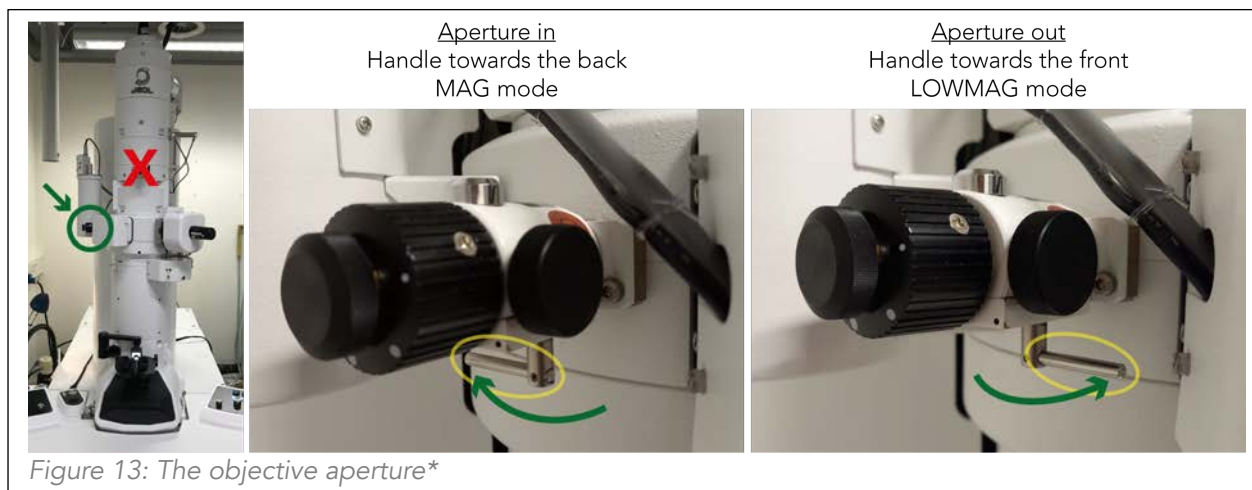 Aperture in
Handle towards the back
MAG mode
Aperture out
Handle towards the front
LOWMAG mode
JEOL
X
Figure 13: The objective aperture*